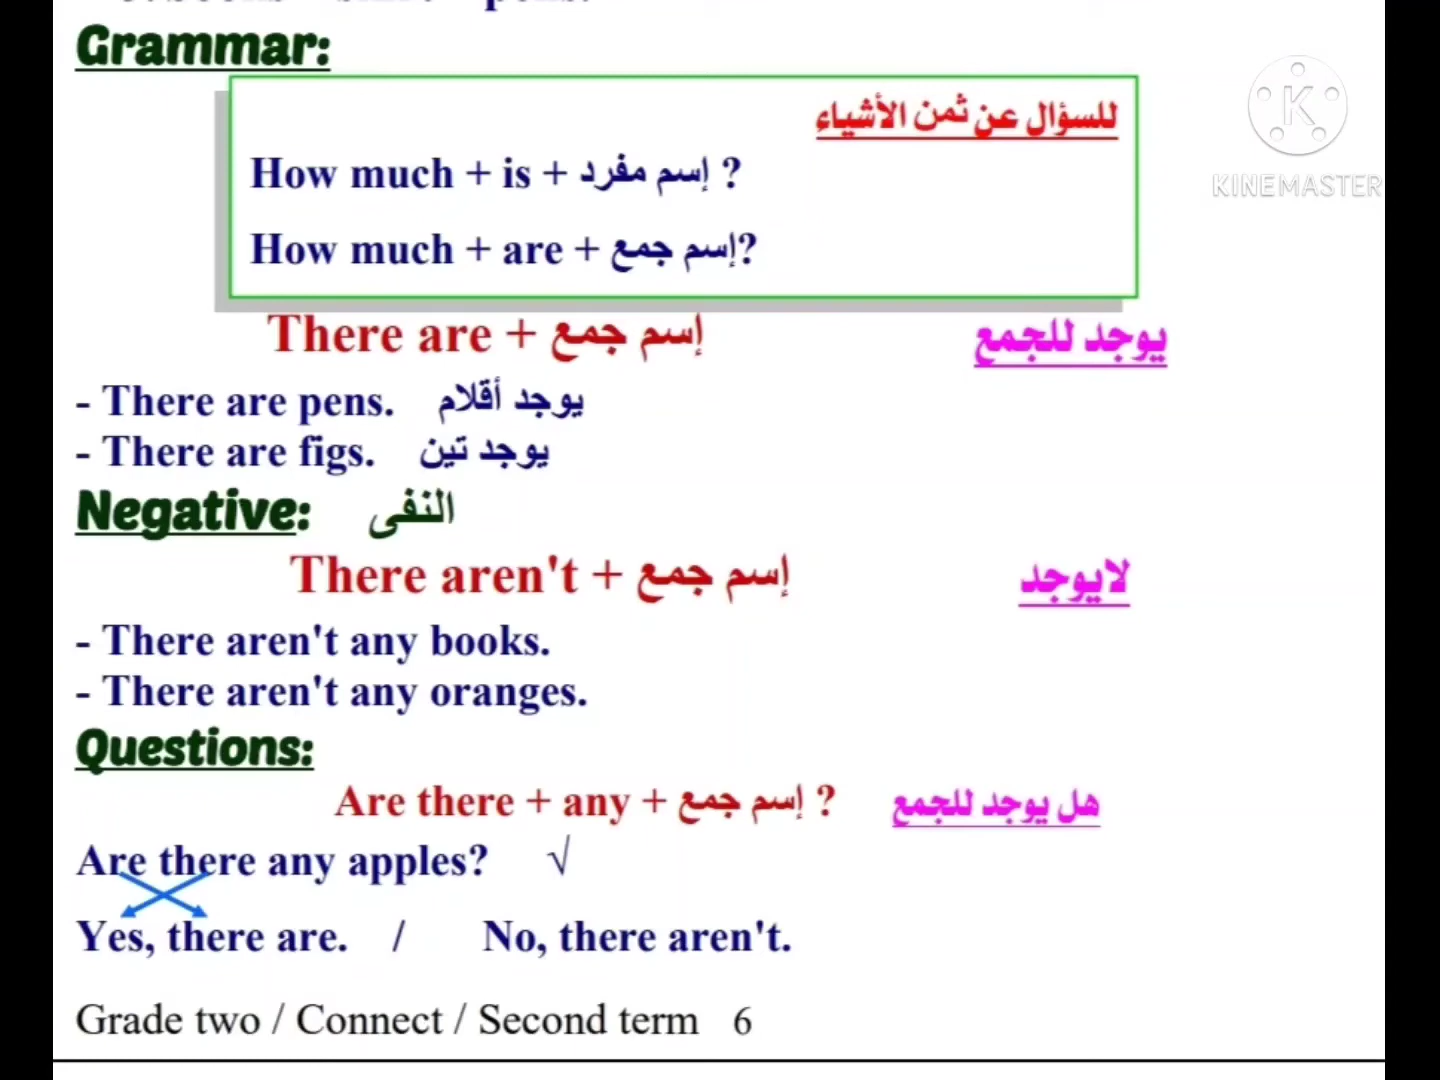 Grammar:
للسؤال عن ثمن الأشياء
How much + is + إسم مفرد ?
How much + are + إسم جمع?
There are + إسم جمع يوجد للجمع
- There are pens. يوجد أقلام
- There are figs. يوجد تين
Negative: النفى
There aren't + إسم جمع لايوجد
- There aren't any books.
- There aren't any oranges.
Questions:
Are there + any + إسم جمع ? هل يوجد للجمع
Are there any apples? √
Yes, there are. / No, there aren't.
Grade two / Connect / Second term 6
K
KINEMASTER